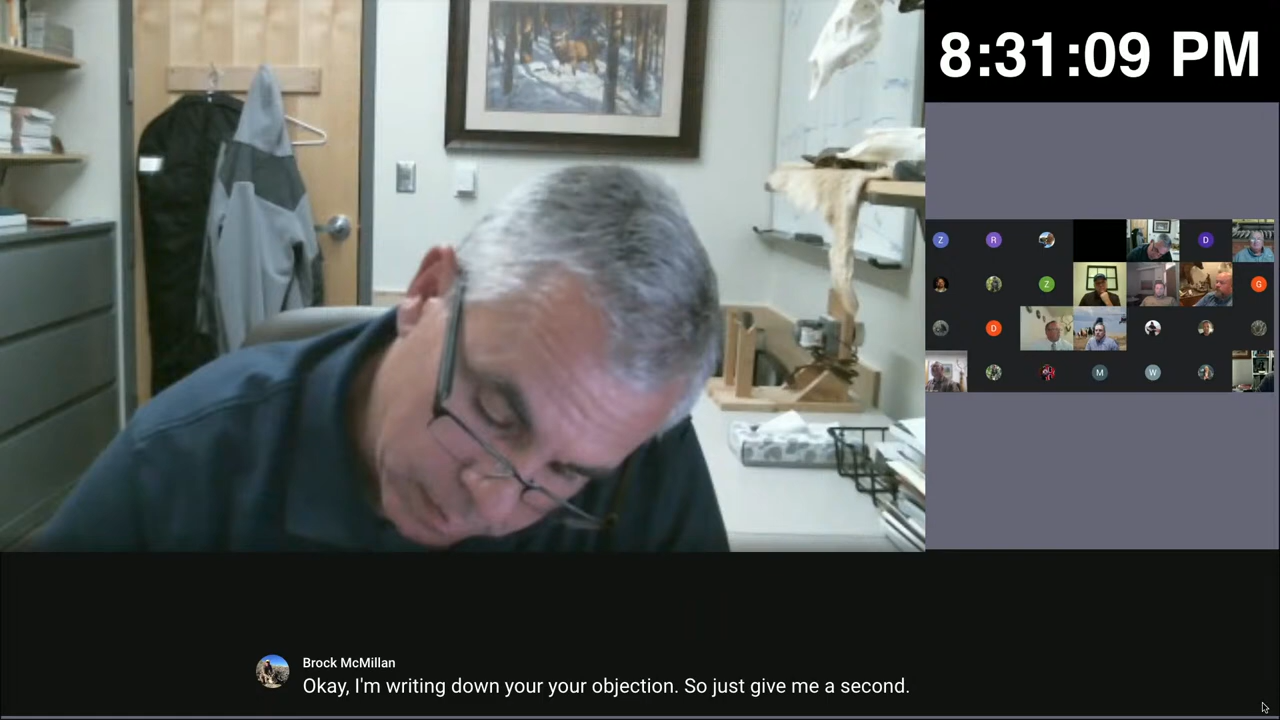 8:31:09 PM
Z
R
D
Z
G
D
M
W
Brock McMillan
Okay, I'm writing down your your objection. So just give me a second.